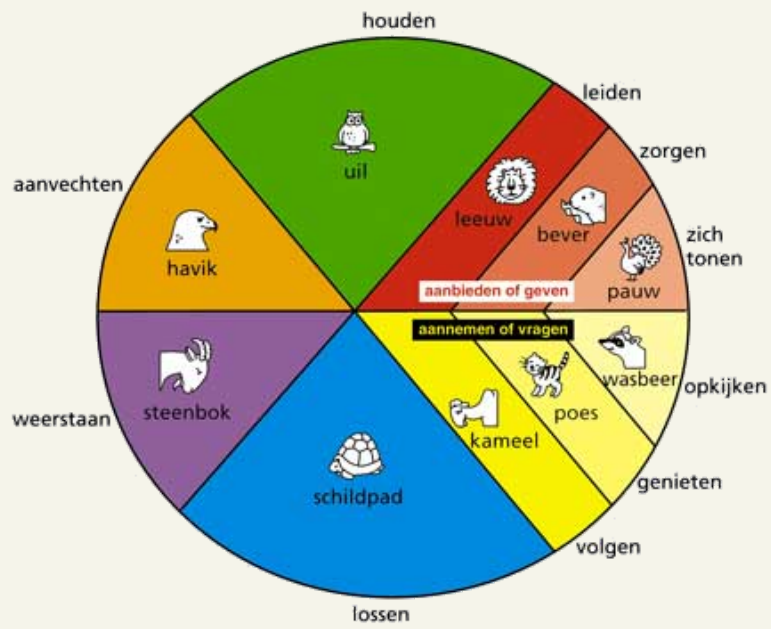 houden
leiden
zorgen
zich
tonen
aanvechten
uil
leeuw
bever
havik
pauw
aanbieden of geven
aannemen of vragen
wasbeer
opkijken
poes
steenbok
weerstaan
kameel
genieten
schildpad
volgen
lossen